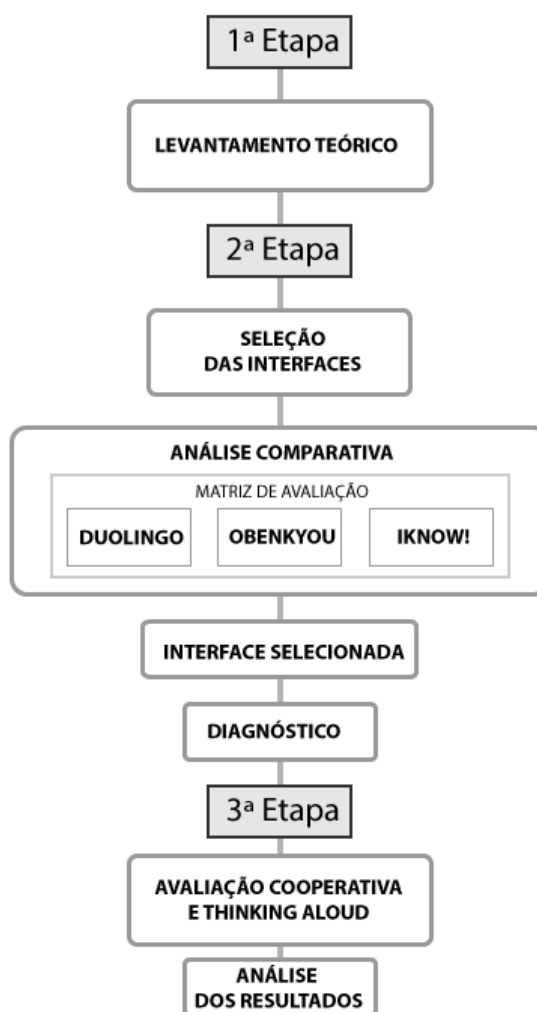 1ª Etapa
LEVANTAMENTO TEÓRICO
2ª Etapa
SELEÇÃO
DAS INTERFACES
ANÁLISE COMPARATIVA
MATRIZ DE AVALIAÇÃO
DUOLINGO OBENKYOU IKNOW!
INTERFACE SELECIONADA
DIAGNÓSTICO
3ª Etapa
AVALIAÇÃO COOPERATIVA
E THINKING ALOUD
ANÁLISE
DOS RESULTADOS